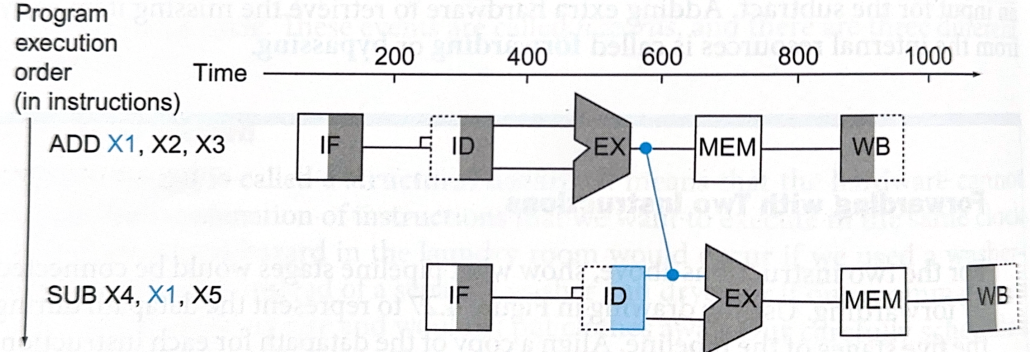 Program
execution
order
(in instructions)
Time 200 400 600 800 1000
ADD X1, X2, X3 IF ID EX MEM WB
SUB X4, X1, X5 IF ID EX MEM WB